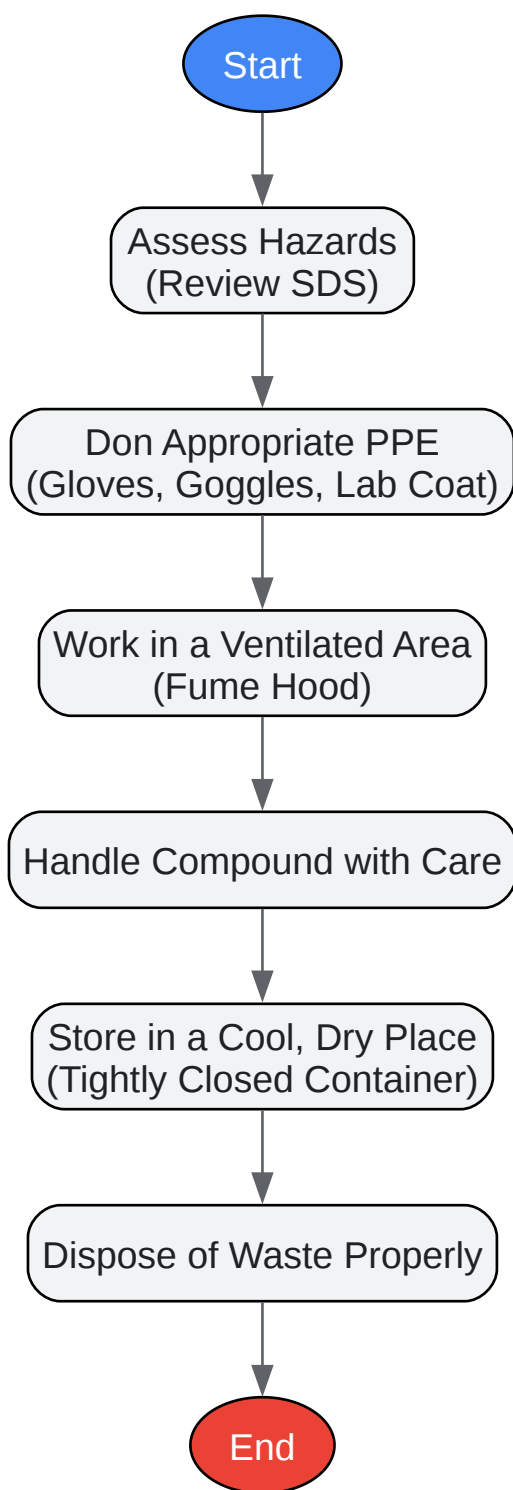 Start
Assess Hazards
(Review SDS)
Don Appropriate PPE
(Gloves, Goggles, Lab Coat)
Work in a Ventilated Area
(Fume Hood)
Handle Compound with Care
Store in a Cool, Dry Place
(Tightly Closed Container)
Dispose of Waste Properly
End